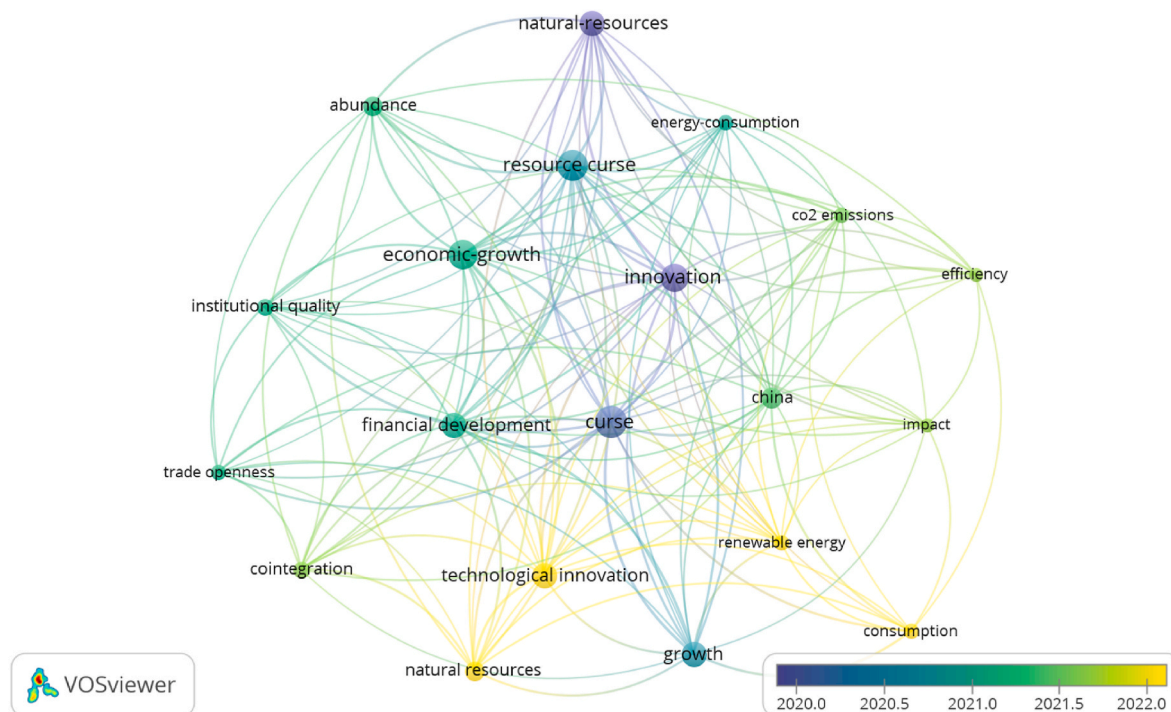 natural-resources
abundance
energy-consumption
resource curse
co2 emissions
economic-growth
innovation
efficiency
institutional quality
china
financial development
curse
impact
trade openness
renewable energy
cointegration
technological innovation
consumption
growth
natural resources
VOSviewer
2020.0 2020.5 2021.0 2021.5 2022.0